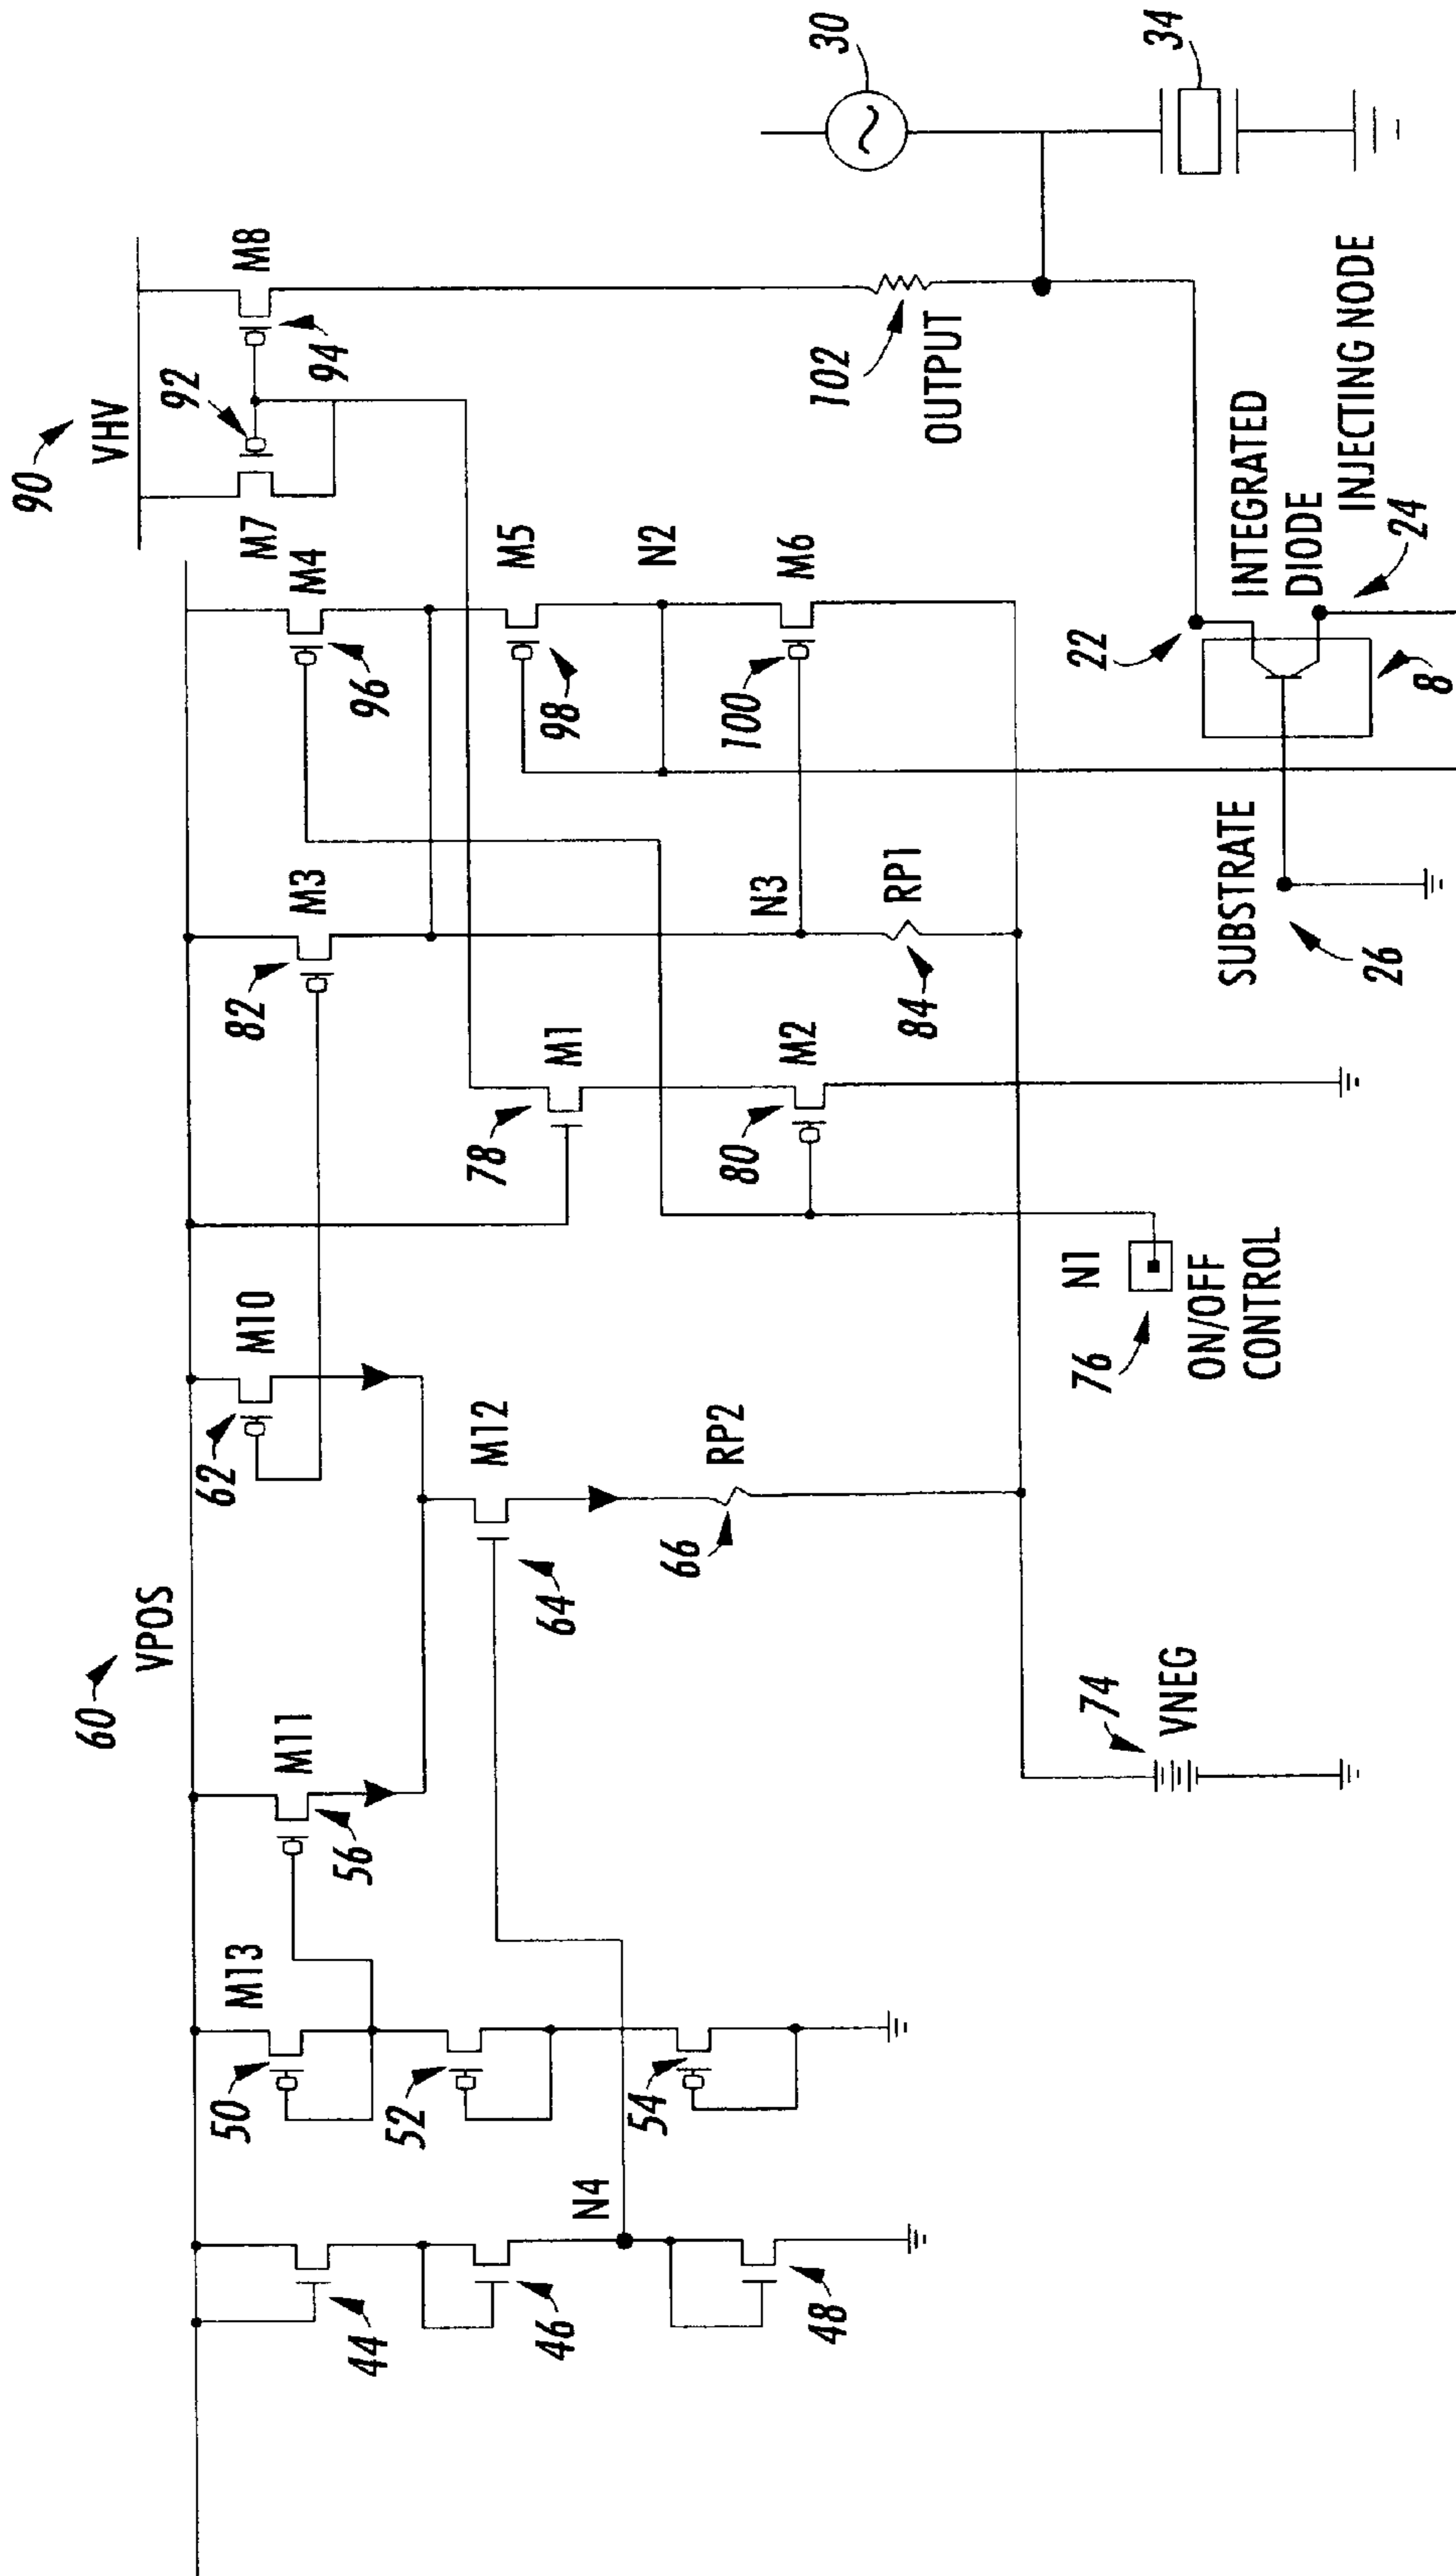 60
VPOS
90
VHV
92
94
M8
M7
44
46
48
N4
50
M13
52
54
M11
56
M10
62
M12
64
RP2
66
VNEG
74
M3
82
M1
78
M2
80
N3
RP1
84
N1
ON/OFF
CONTROL
76
M4
96
M5
98
N2
M6
100
102
OUTPUT
30
34
SUBSTRATE
26
22
INTEGRATED
DIODE
INJECTING NODE
24
8